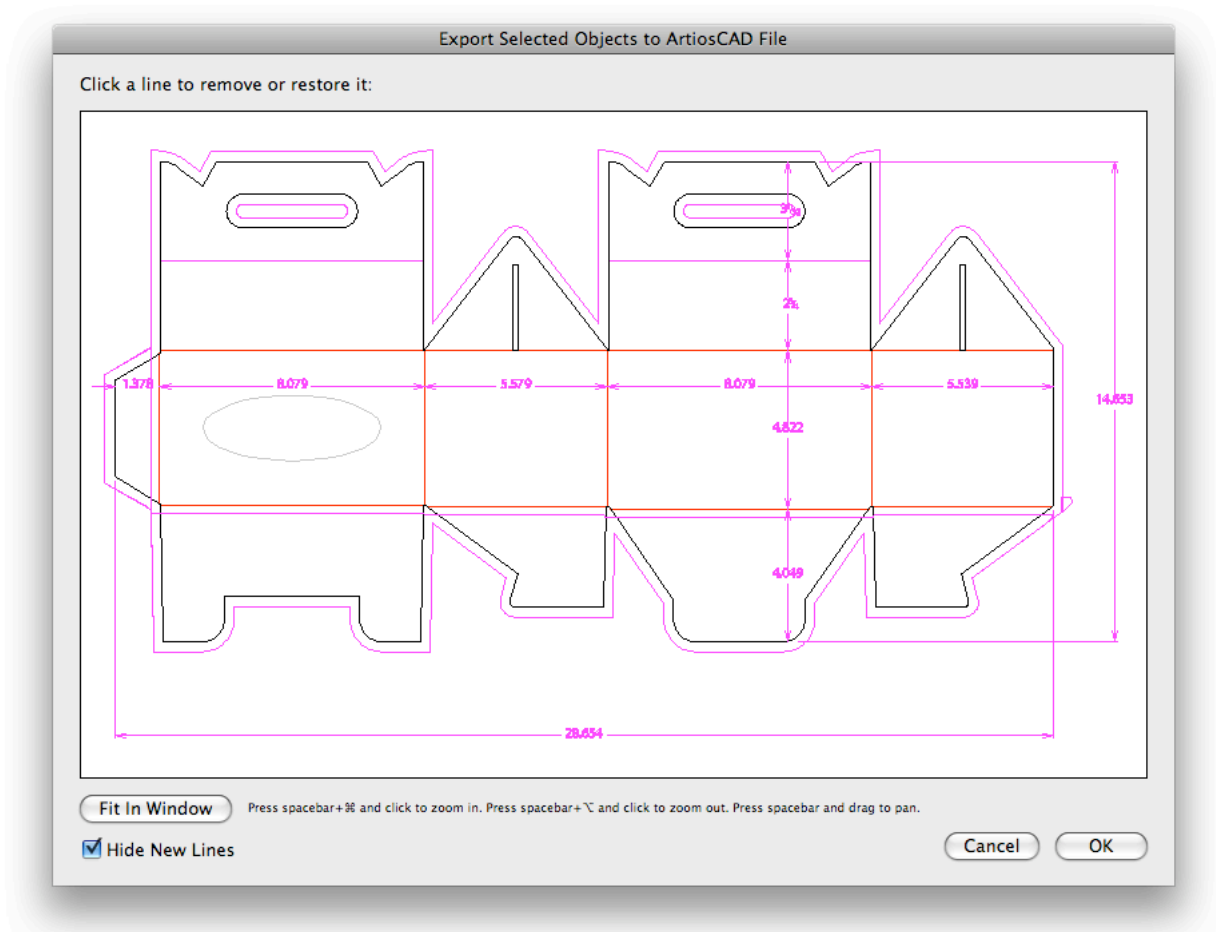 Export Selected Objects to ArtiosCAD File
Click a line to remove or restore it:
1.378
8.079
5.579
8.079
5.539
14.653
4.822
4.049
28.654
Fit In Window
Press spacebar+⌘ and click to zoom in. Press spacebar+⌥ and click to zoom out. Press spacebar and drag to pan.
Hide New Lines
Cancel
OK